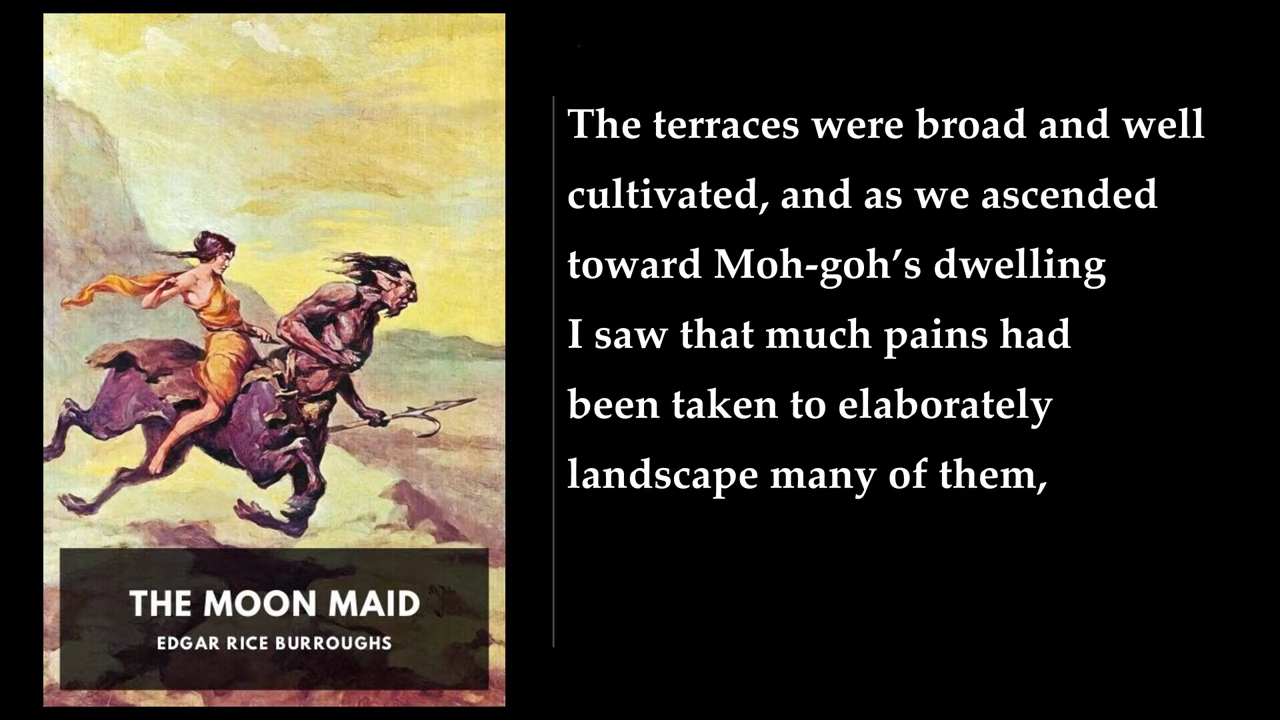 THE MOON MAID
EDGAR RICE BURROUGHS
The terraces were broad and well
cultivated, and as we ascended
toward Moh-goh’s dwelling
I saw that much pains had
been taken to elaborately
landscape many of them,